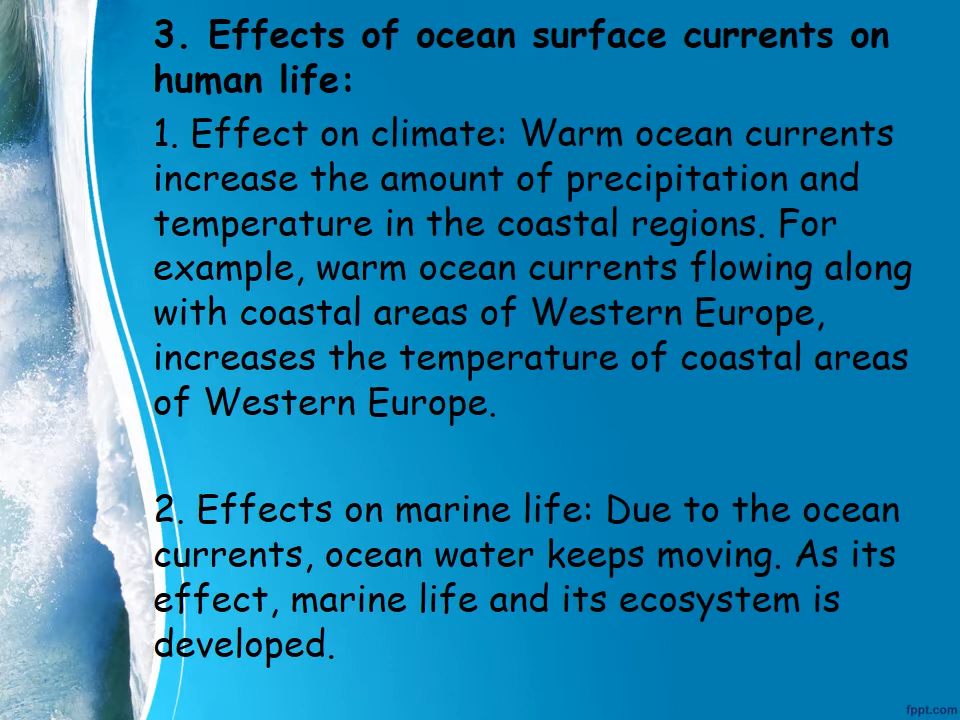 3. Effects of ocean surface currents on
human life:
1. Effect on climate: Warm ocean currents
increase the amount of precipitation and
temperature in the coastal regions. For
example, warm ocean currents flowing along
with coastal areas of Western Europe,
increases the temperature of coastal areas
of Western Europe.
2. Effects on marine life: Due to the ocean
currents, ocean water keeps moving. As its
effect, marine life and its ecosystem is
developed.
fppt.com